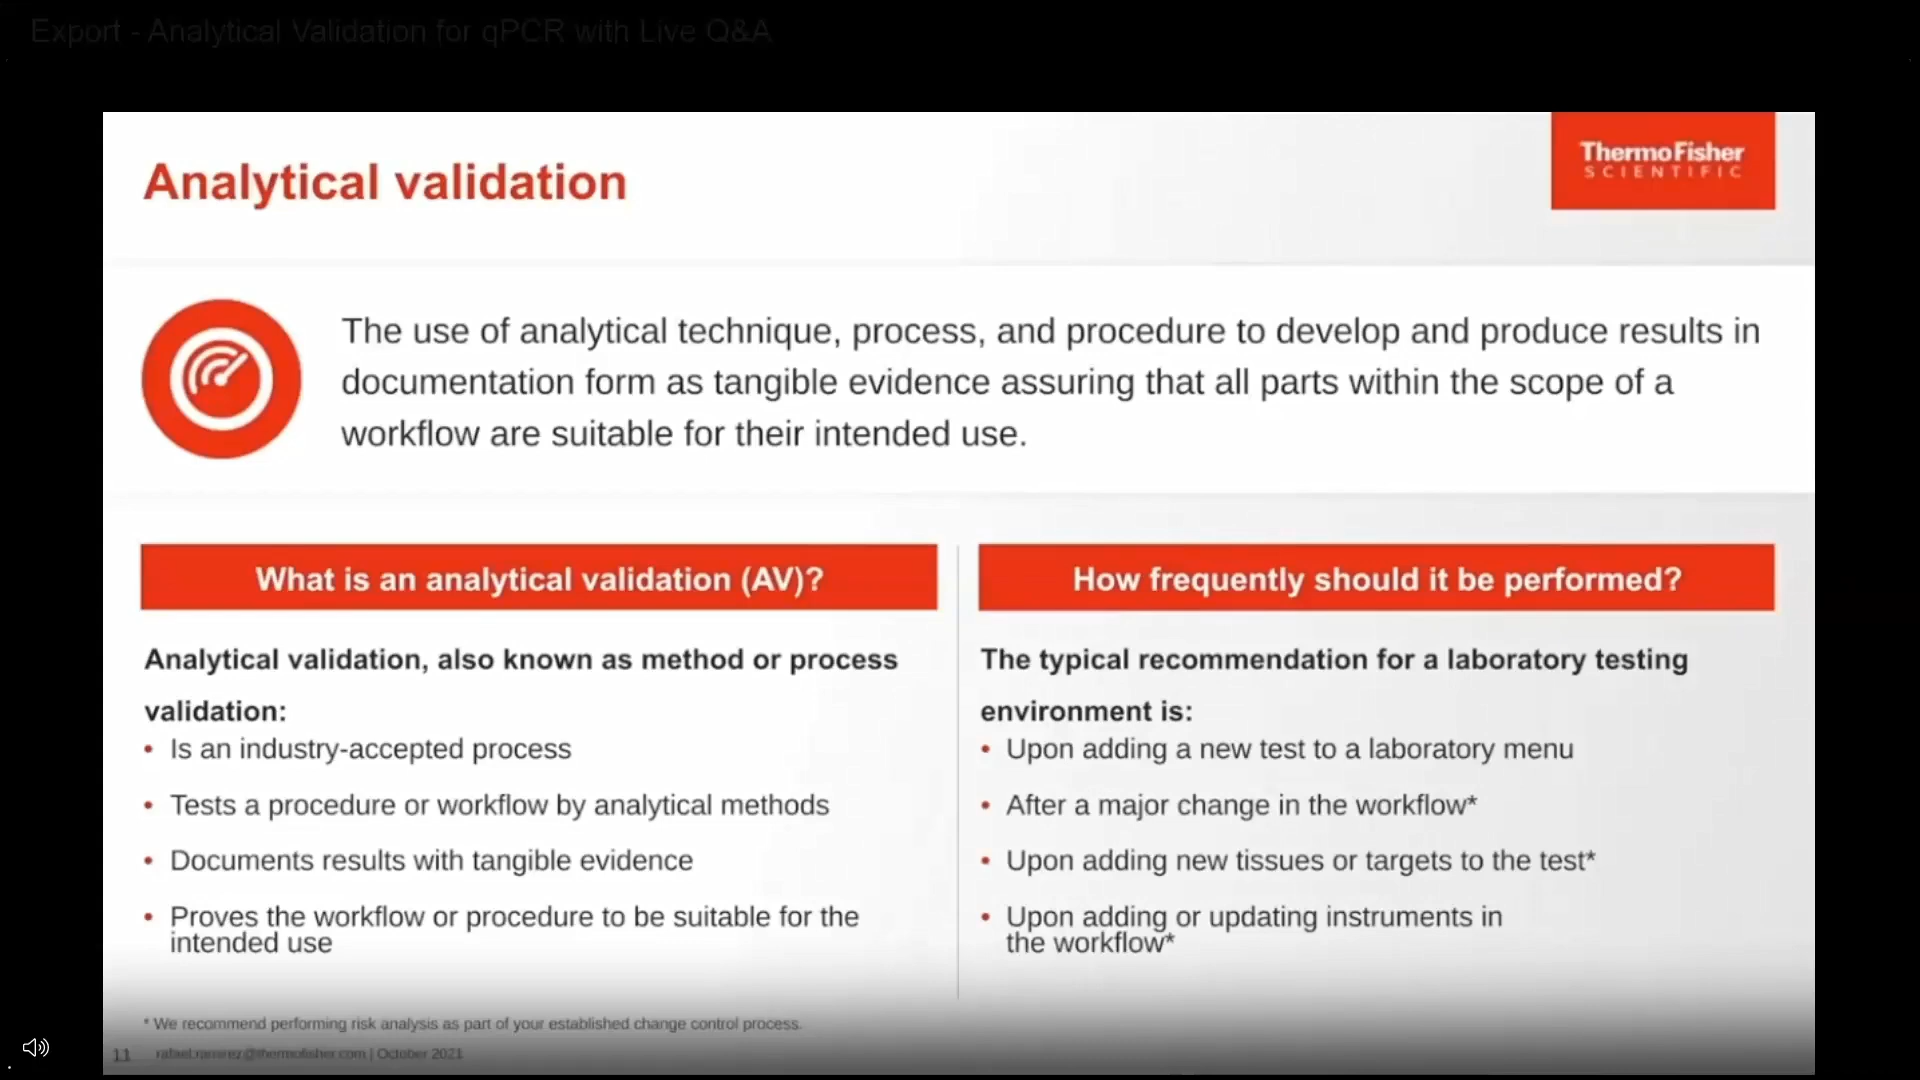 Export - Analytical Validation for qPCR with Live Q&A
Analytical validation
ThermoFisher
SCIENTIFIC
The use of analytical technique, process, and procedure to develop and produce results in
documentation form as tangible evidence assuring that all parts within the scope of a
workflow are suitable for their intended use.
What is an analytical validation (AV)?
Analytical validation, also known as method or process
validation:
• Is an industry-accepted process
• Tests a procedure or workflow by analytical methods
• Documents results with tangible evidence
• Proves the workflow or procedure to be suitable for the
intended use
How frequently should it be performed?
The typical recommendation for a laboratory testing
environment is:
• Upon adding a new test to a laboratory menu
• After a major change in the workflow*
• Upon adding new tissues or targets to the test*
• Upon adding or updating instruments in
the workflow*
* We recommend performing risk analysis as part of your established change control process.
11 rafael.ramirez@thermofisher.com | October 2021